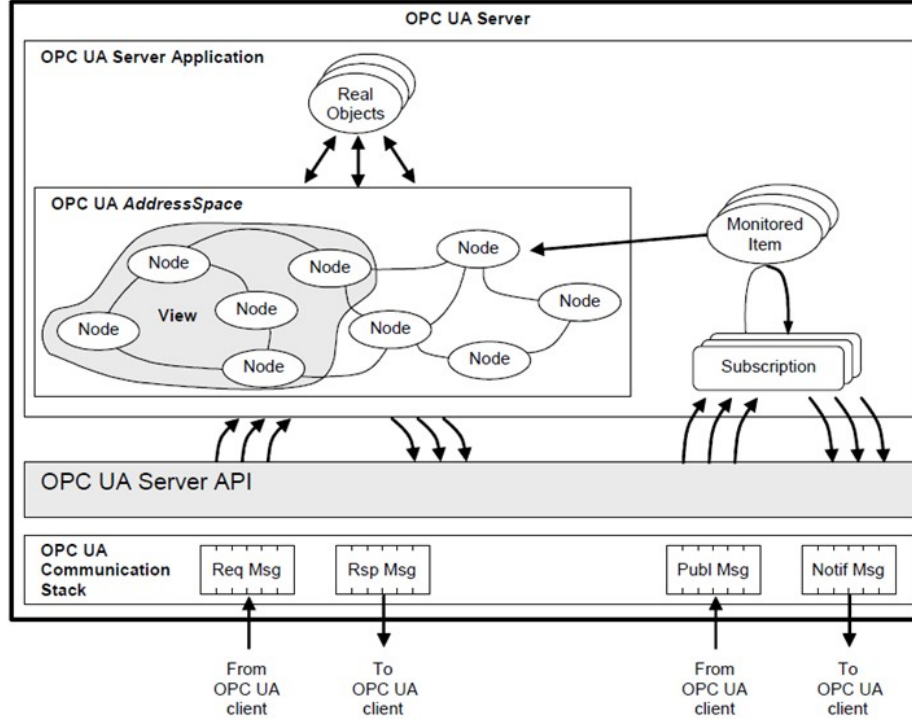 OPC UA Server
OPC UA Server Application
Real
Objects
OPC UA AddressSpace
Monitored
Item
Node
Node
Node
Node
Node
View
Node
Node
Node
Node
Subscription
OPC UA Server API
OPC UA
Communication
Stack
Req Msg
Rsp Msg
Publ Msg
Notif Msg
From
OPC UA
client
To
OPC UA
client
From
OPC UA
client
To
OPC UA
client